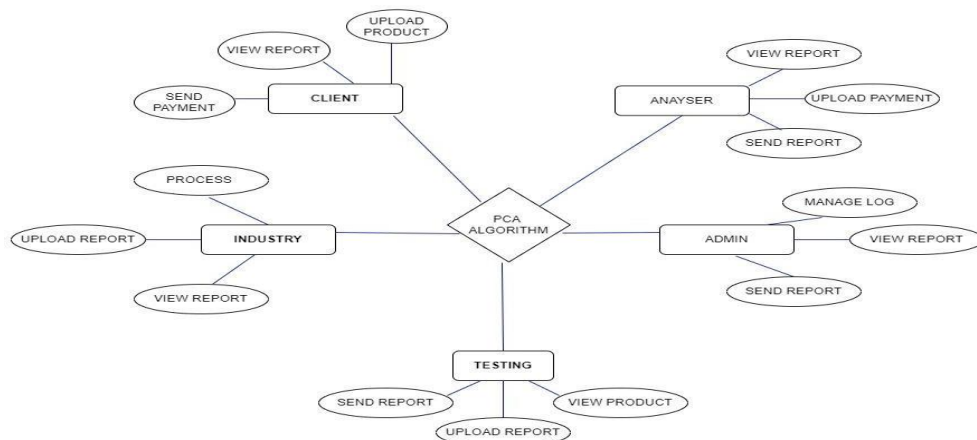 UPLOAD
PRODUCT
VIEW REPORT
SEND
PAYMENT
CLIENT
VIEW REPORT
ANAYSER
UPLOAD PAYMENT
SEND REPORT
PROCESS
UPLOAD REPORT
INDUSTRY
VIEW REPORT
PCA
ALGORITHM
MANAGE LOG
ADMIN
VIEW REPORT
SEND REPORT
TESTING
SEND REPORT
VIEW PRODUCT
UPLOAD REPORT